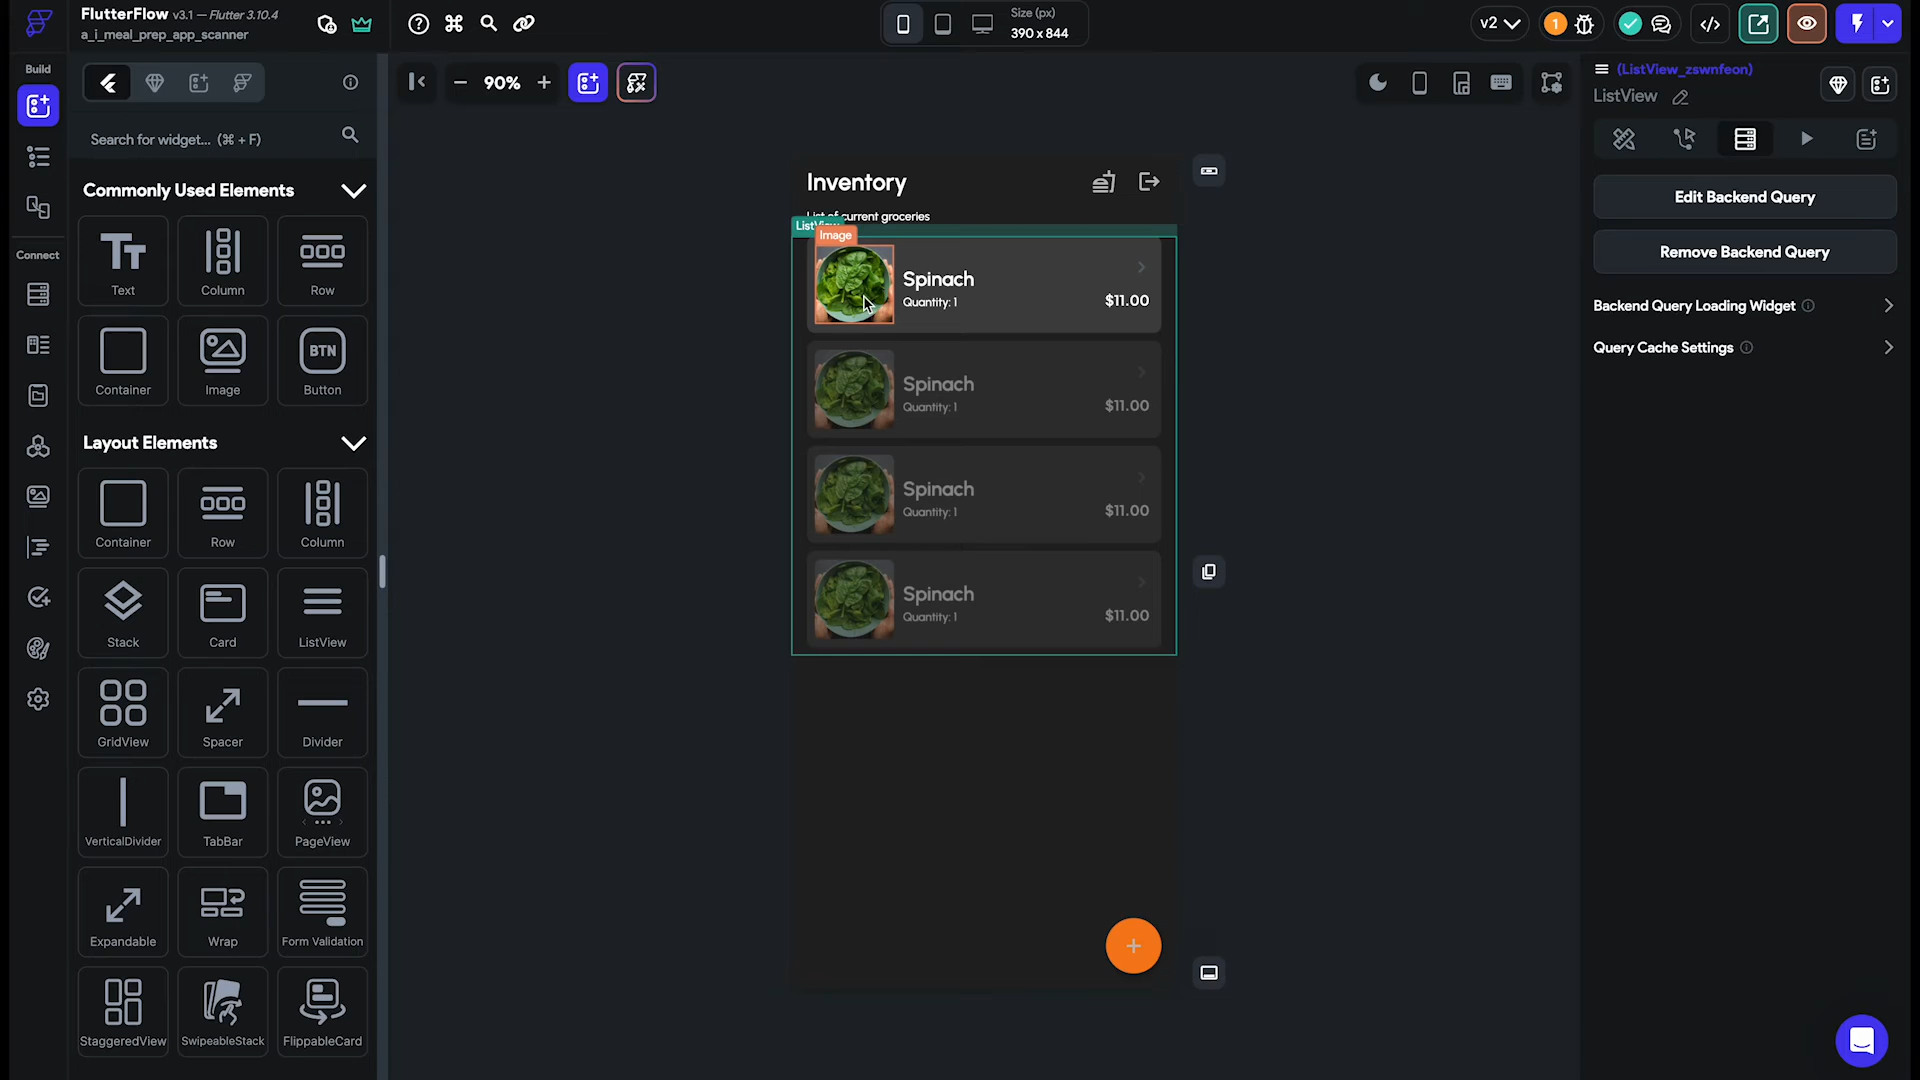 FlutterFlow v3.1 — Flutter 3.10.4
a_i_meal_prep_app_scanner
Size (px)
390 x 844
v2
1
Build
Connect
Search for widget... (⌘ + F)
Commonly Used Elements
Tt
Text
Column
Row
Container
Image
BTN
Button
Layout Elements
Container
Row
Column
Stack
Card
ListView
GridView
Spacer
Divider
VerticalDivider
TabBar
PageView
Expandable
Wrap
Form Validation
StaggeredView
SwipeableStack
FlippableCard
90%
Inventory
List of current groceries
ListView
Image
Spinach
Quantity: 1
$11.00
Spinach
Quantity: 1
$11.00
Spinach
Quantity: 1
$11.00
Spinach
Quantity: 1
$11.00
(ListView_zswnfeon)
ListView
Edit Backend Query
Remove Backend Query
Backend Query Loading Widget
Query Cache Settings